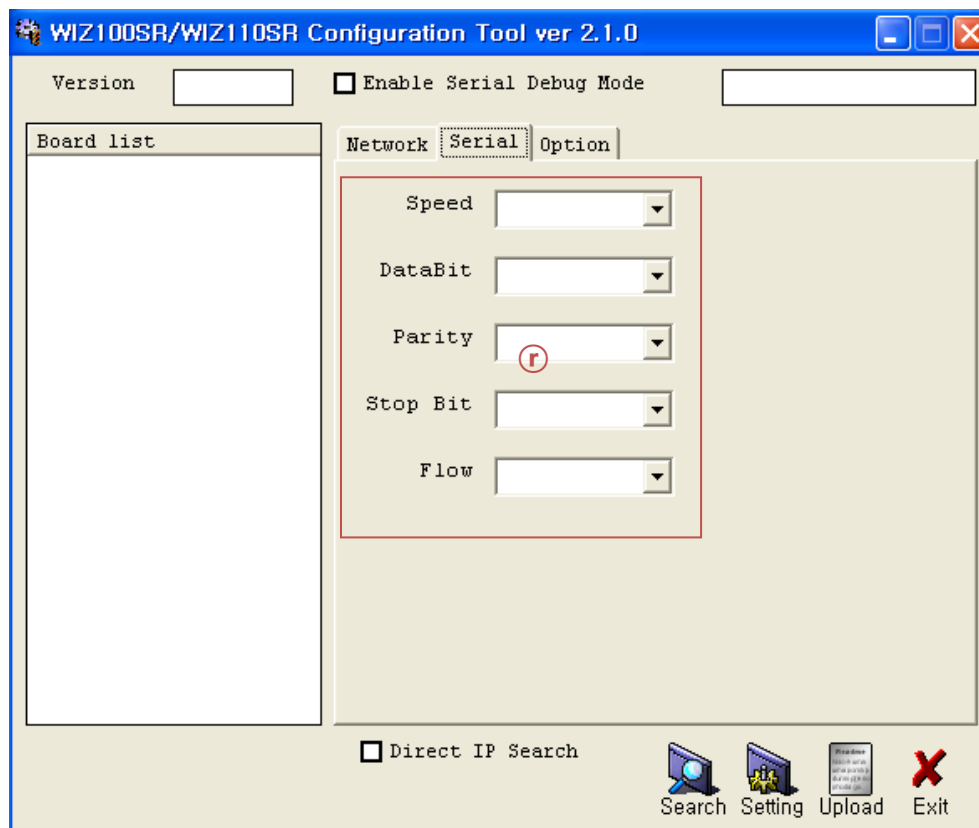 WIZ100SR/WIZ110SR Configuration Tool ver 2.1.0
Version
Enable Serial Debug Mode
Board list
Network Serial Option
Speed
DataBit
Parity
ⓡ
Stop Bit
Flow
Direct IP Search
Readme
Search Setting Upload Exit